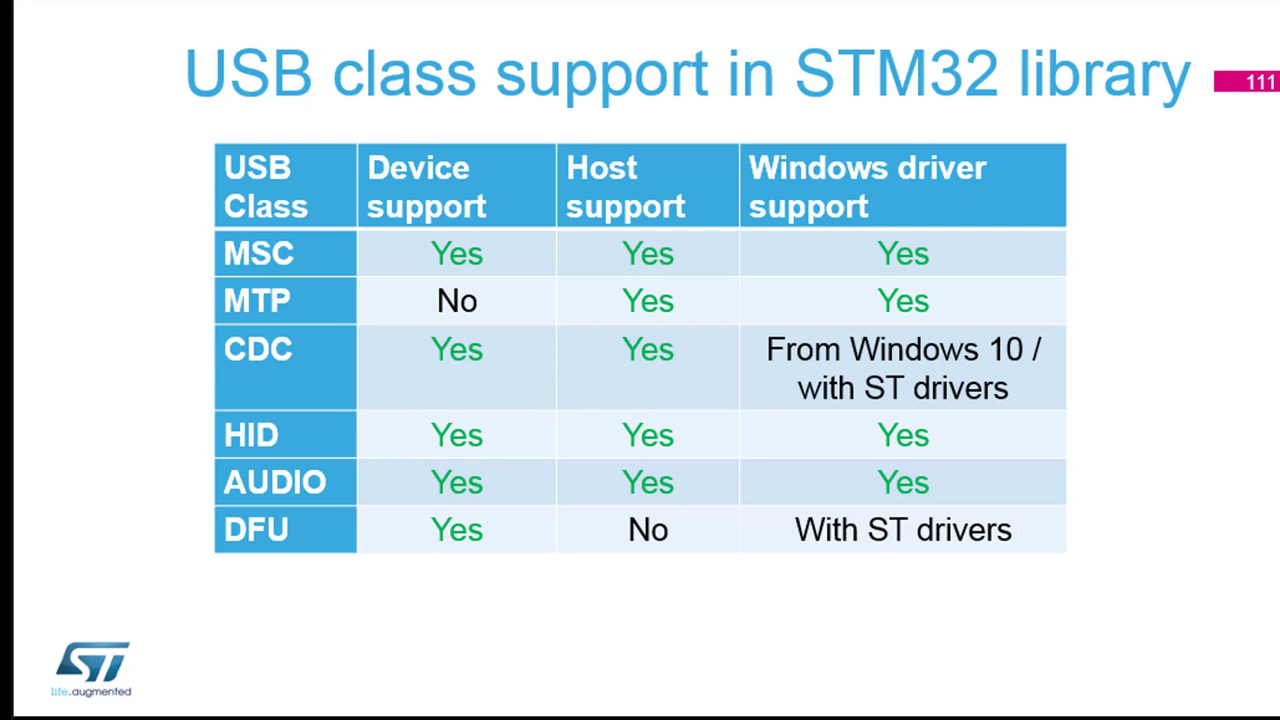 USB class support in STM32 library
111
USB Class Device support Host support Windows driver support
MSC Yes Yes Yes
MTP No Yes Yes
CDC Yes Yes From Windows 10 / with ST drivers
HID Yes Yes Yes
AUDIO Yes Yes Yes
DFU Yes No With ST drivers
ST
life.augmented